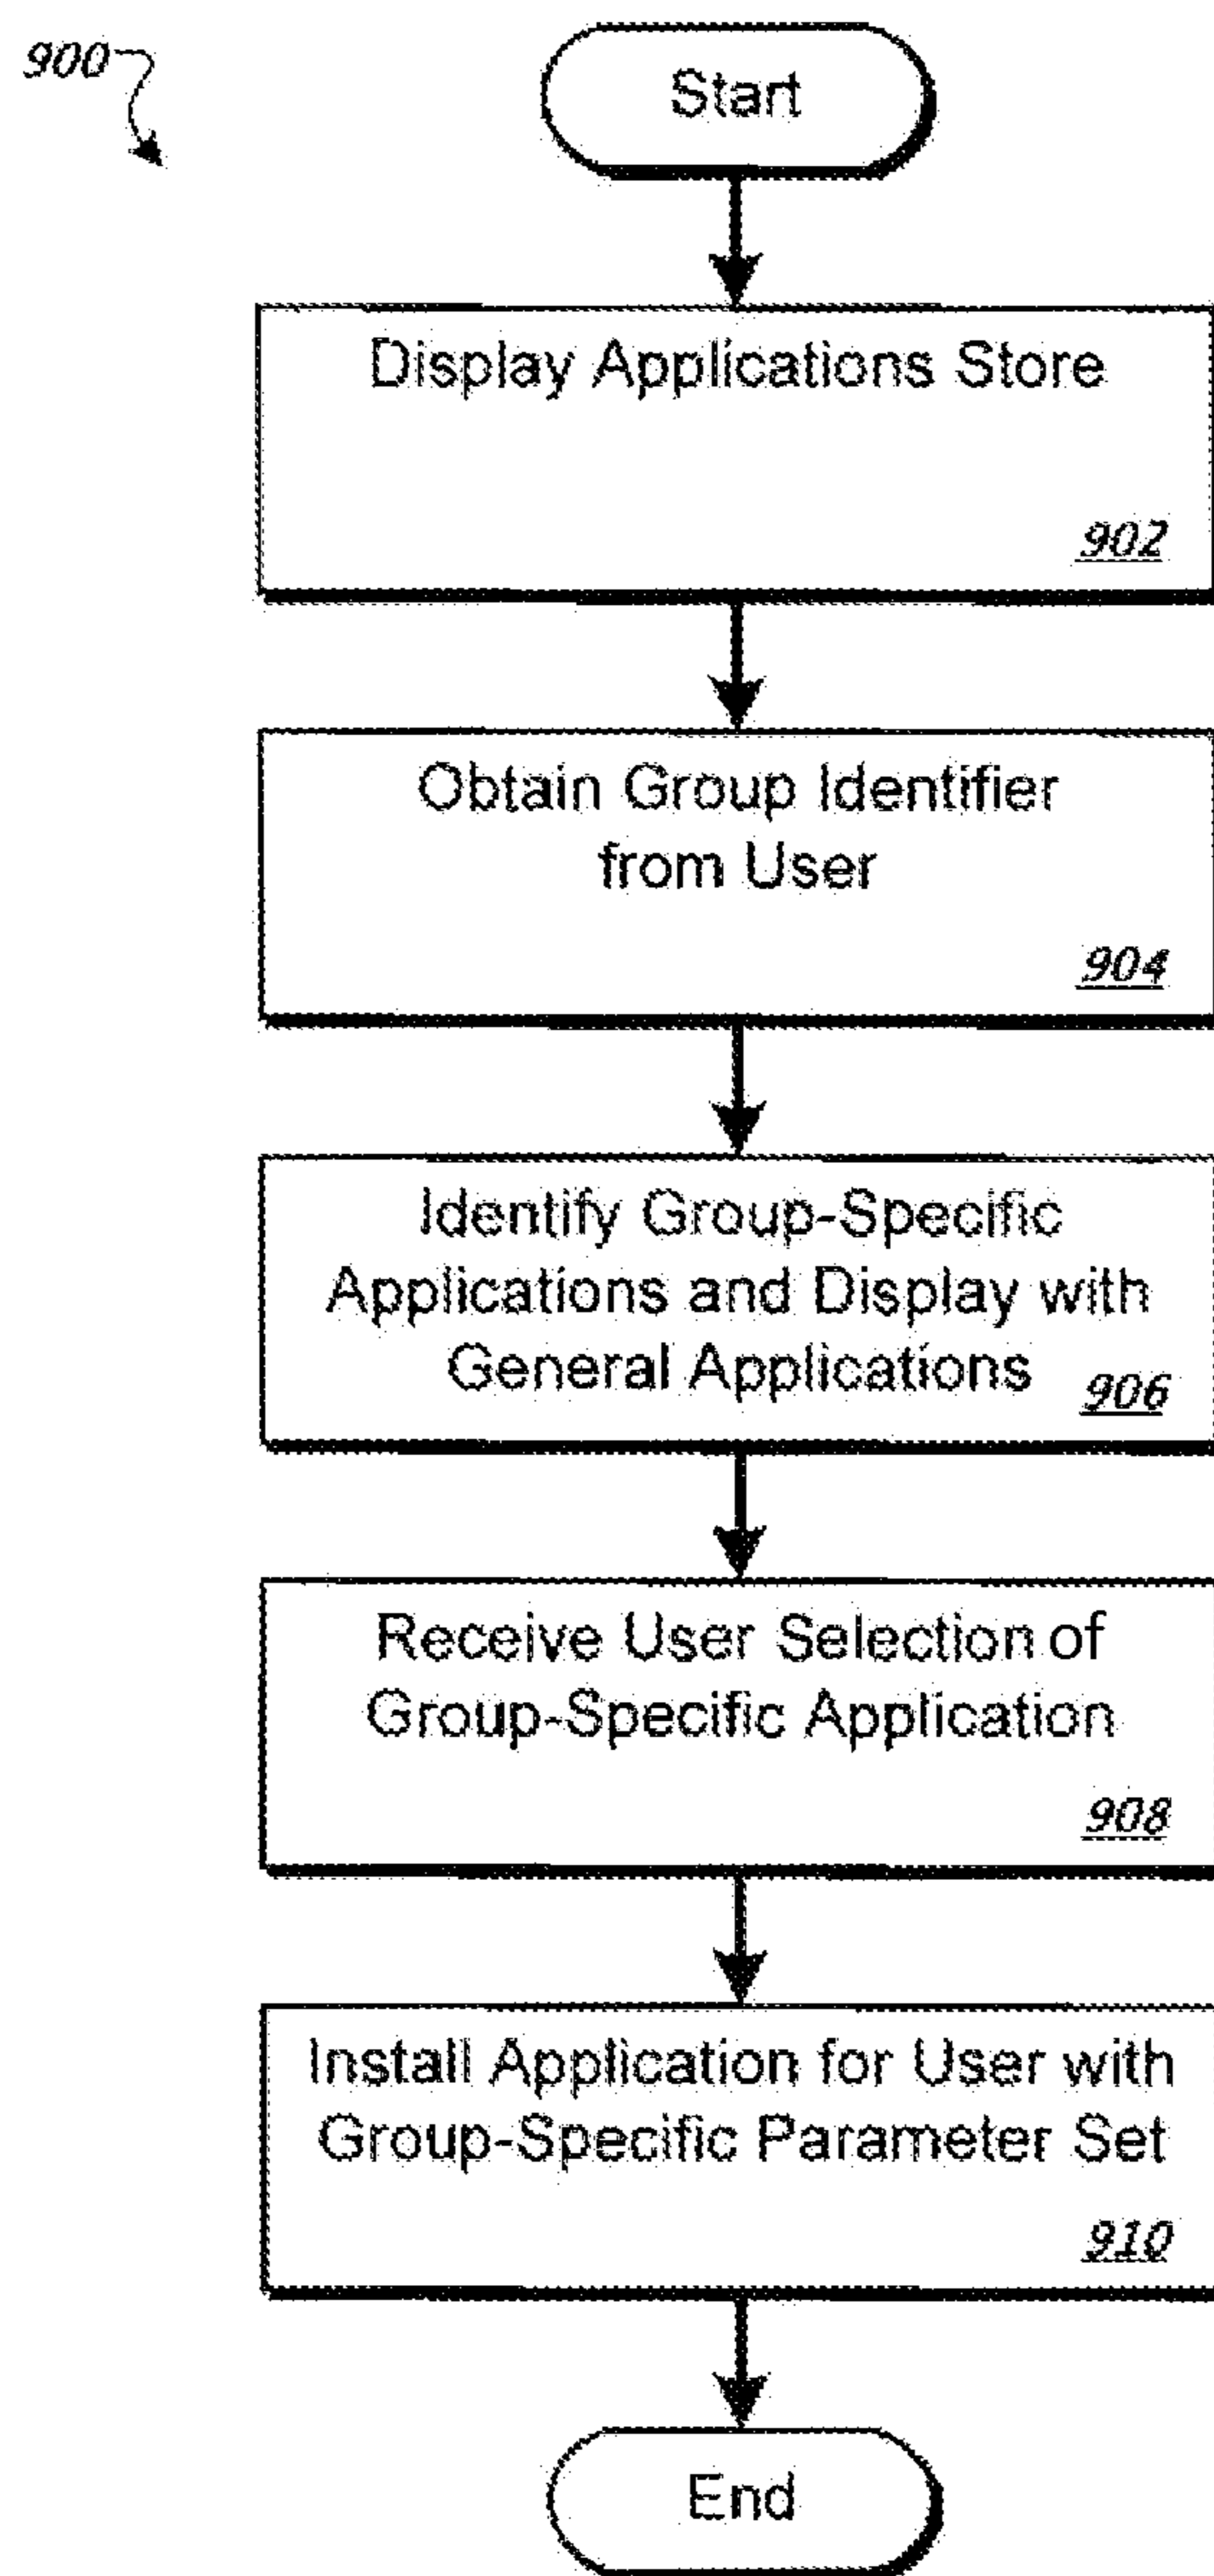 900
Start
Display Applications Store
902
Obtain Group Identifier
from User
904
Identify Group-Specific
Applications and Display with
General Applications
906
Receive User Selection of
Group-Specific Application
908
Install Application for User with
Group-Specific Parameter Set
910
End